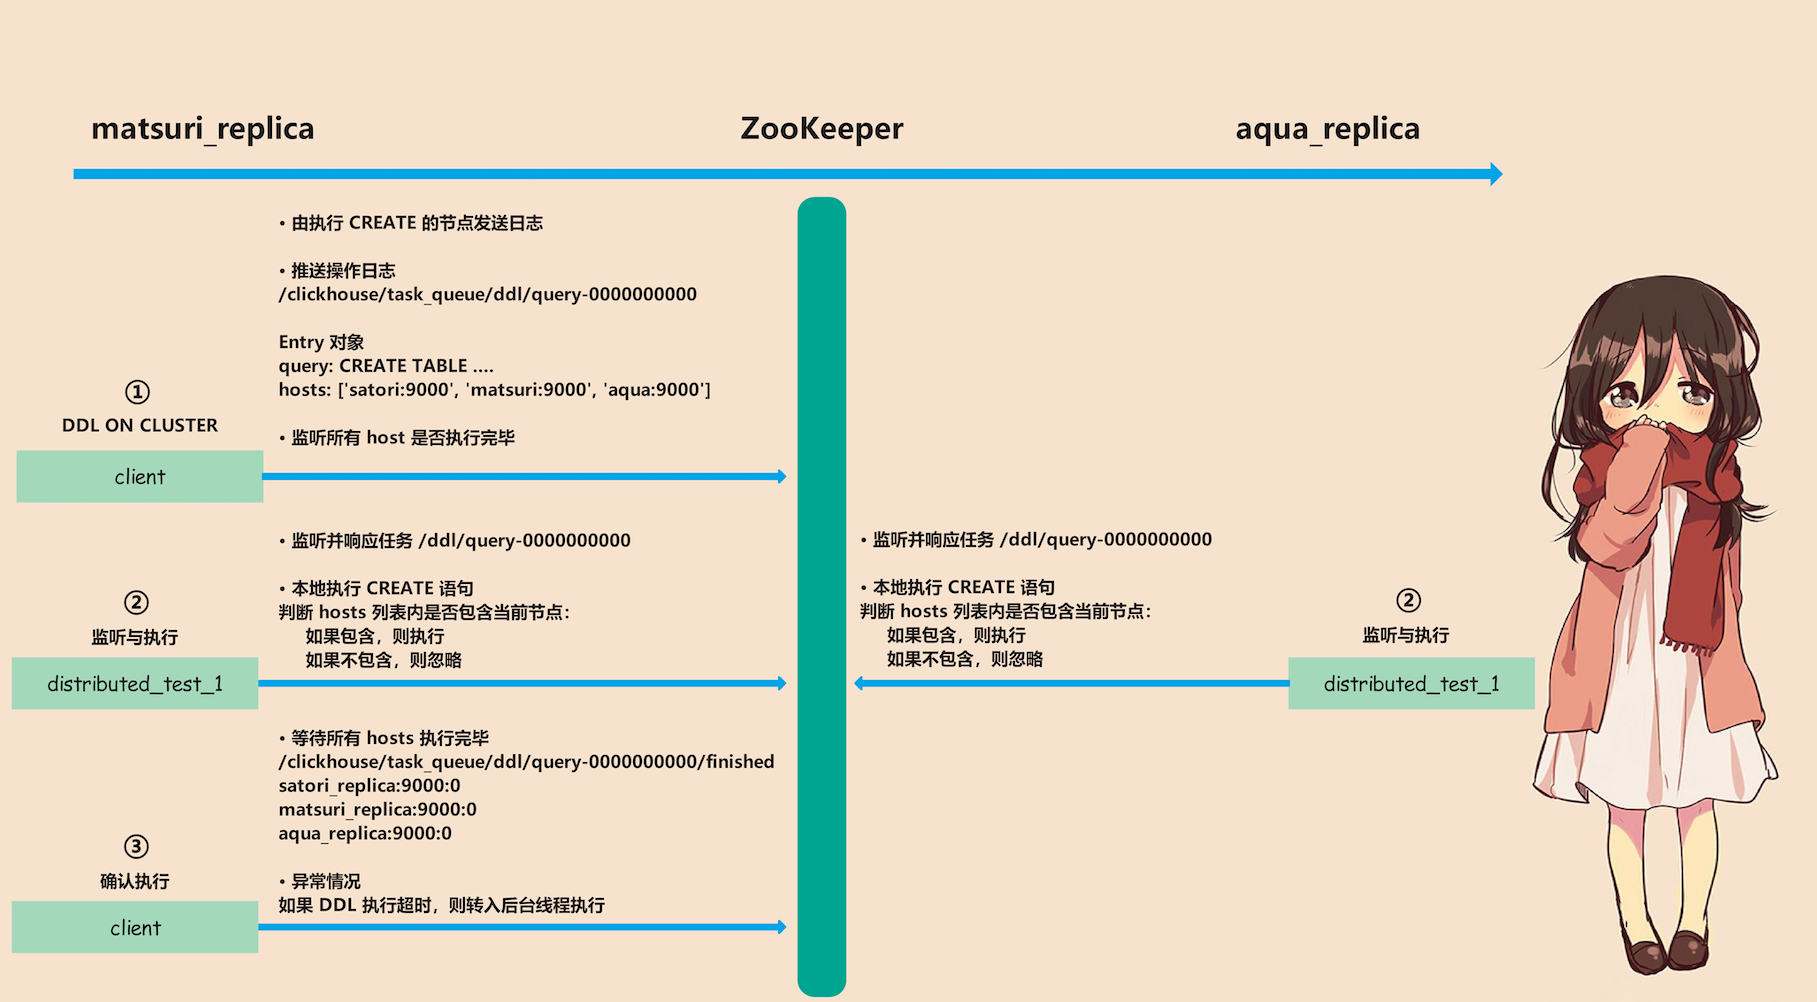 matsuri_replica
ZooKeeper
aqua_replica
• 由执行 CREATE 的节点发送日志
• 推送操作日志
/clickhouse/task_queue/ddl/query-0000000000
Entry 对象
query: CREATE TABLE ....
hosts: ['satori:9000', 'matsuri:9000', 'aqua:9000']
• 监听所有 host 是否执行完毕
①
DDL ON CLUSTER
client
• 监听并响应任务 /ddl/query-0000000000
• 本地执行 CREATE 语句
判断 hosts 列表内是否包含当前节点:
如果包含，则执行
如果不包含，则忽略
②
监听与执行
distributed_test_1
• 监听并响应任务 /ddl/query-0000000000
• 本地执行 CREATE 语句
判断 hosts 列表内是否包含当前节点:
如果包含，则执行
如果不包含，则忽略
②
监听与执行
distributed_test_1
• 等待所有 hosts 执行完毕
/clickhouse/task_queue/ddl/query-0000000000/finished
satori_replica:9000:0
matsuri_replica:9000:0
aqua_replica:9000:0
• 异常情况
如果 DDL 执行超时，则转入后台线程执行
③
确认执行
client